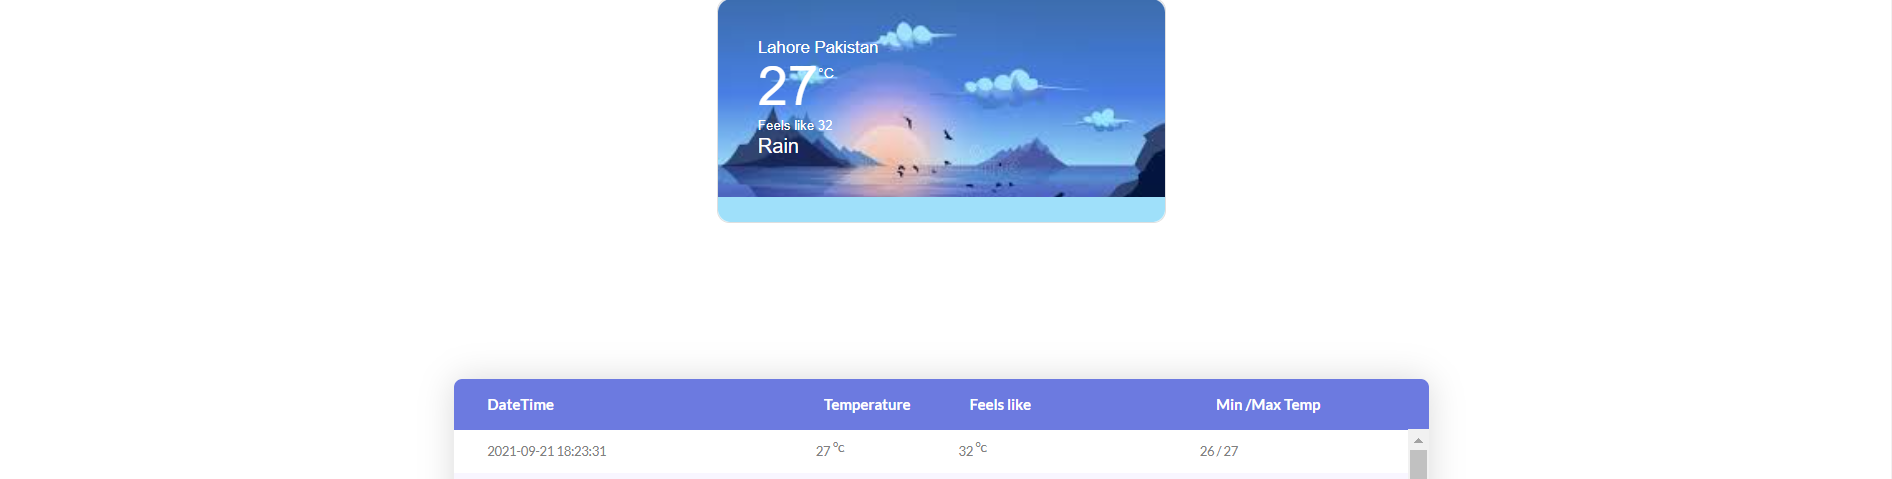 Lahore Pakistan
27°C
Feels like 32
Rain
DateTime Temperature Feels like Min /Max Temp
2021-09-21 18:23:31 27 °C 32 °C 26 / 27